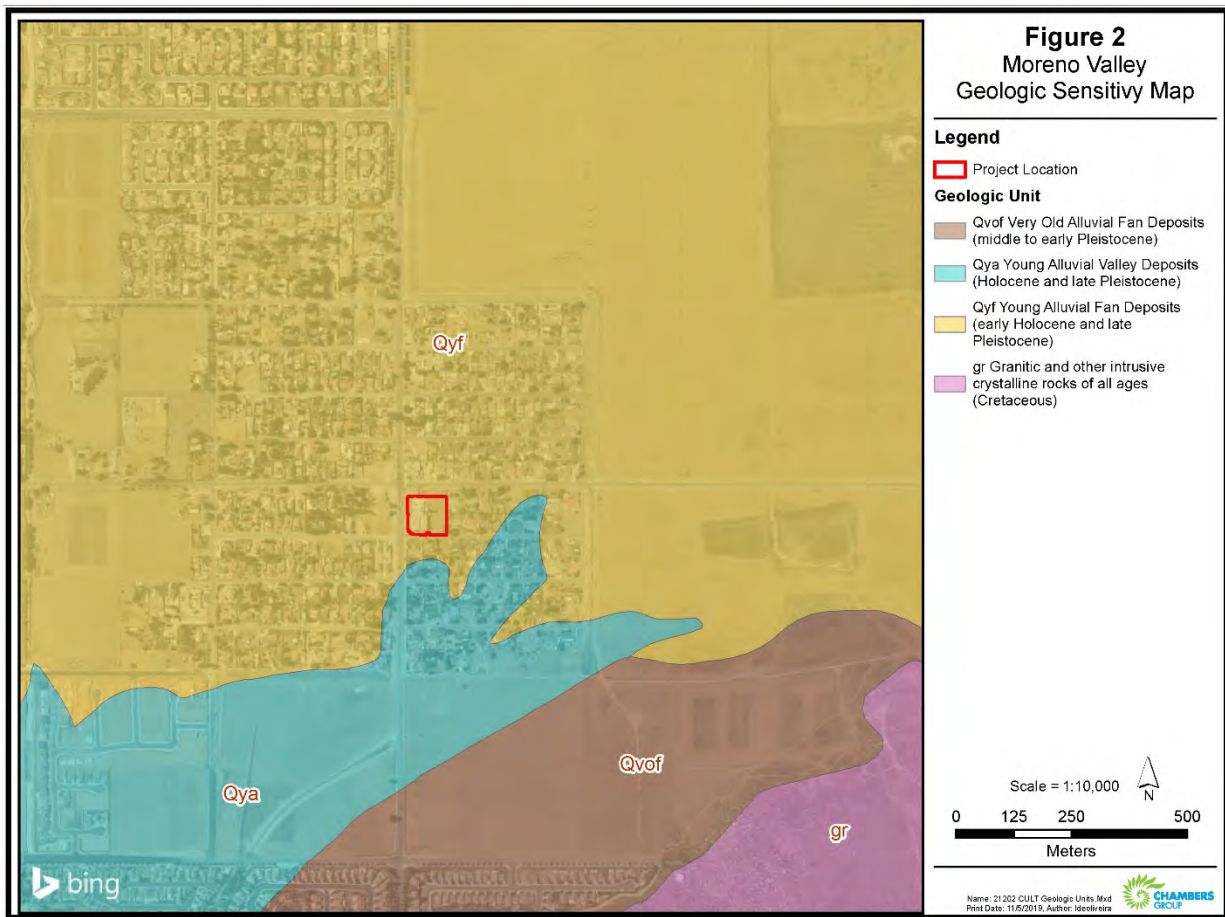 Figure 2
Moreno Valley
Geologic Sensitivy Map
Legend
Project Location
Geologic Unit
Qvof Very Old Alluvial Fan Deposits
(middle to early Pleistocene)
Qya Young Alluvial Valley Deposits
(Holocene and late Pleistocene)
Qyf Young Alluvial Fan Deposits
(early Holocene and late
Pleistocene)
gr Granitic and other intrusive
crystalline rocks of all ages
(Cretaceous)
Qyf
Qya
Qvof
gr
bing
Scale = 1:10,000
N
0 125 250 500
Meters
Name: 21202 CULT Geologic Units.Mxd
Print Date: 11/5/2019, Author: ldeoliveira
CHAMBERS
GROUP